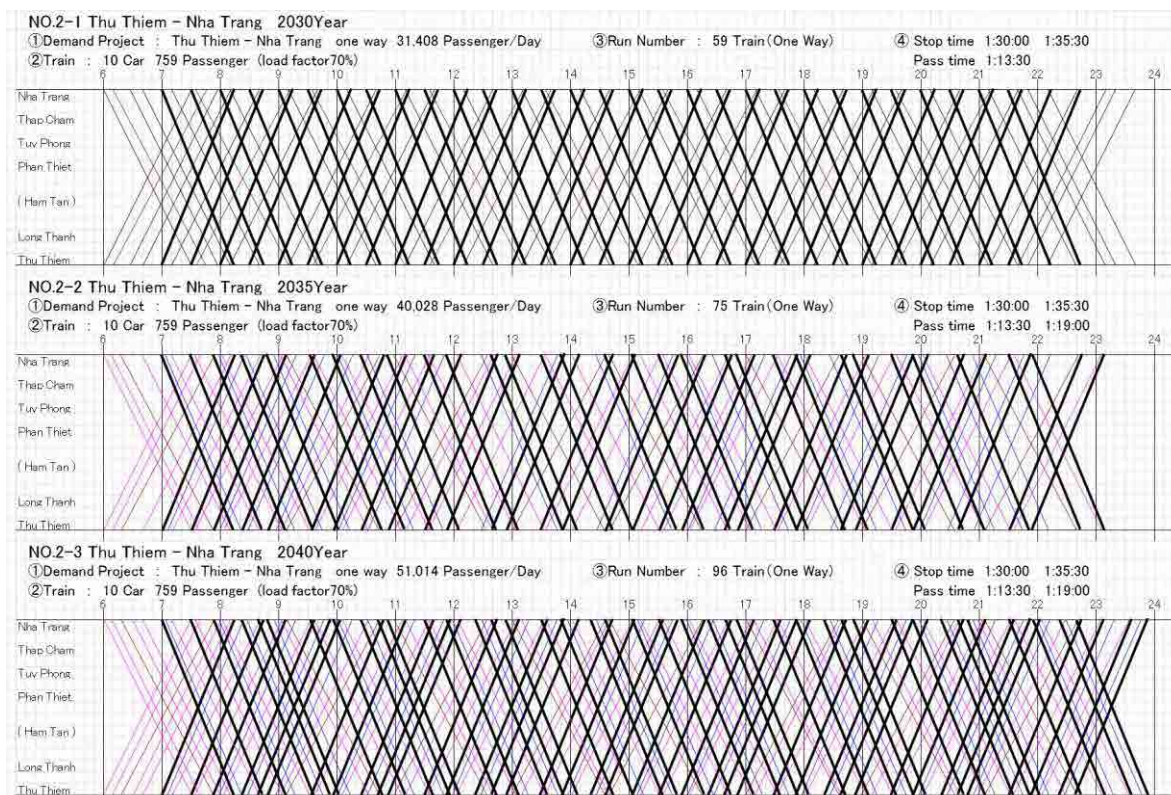 NO.2-1 Thu Thiem - Nha Trang 2030Year
①Demand Project : Thu Thiem - Nha Trang one way 31,408 Passenger/Day ③Run Number : 59 Train(One Way) ④ Stop time 1:30:00 1:35:30
②Train : 10 Car 759 Passenger (load factor70%) Pass time 1:13:30
6 7 8 9 10 11 12 13 14 15 16 17 18 19 20 21 22 23 24
Nha Trang
Thap Cham
Tuy Phong
Phan Thiet
(Ham Tan)
Long Thanh
Thu Thiem
NO.2-2 Thu Thiem - Nha Trang 2035Year
①Demand Project : Thu Thiem - Nha Trang one way 40,028 Passenger/Day ③Run Number : 75 Train(One Way) ④ Stop time 1:30:00 1:35:30
②Train : 10 Car 759 Passenger (load factor70%) Pass time 1:13:30 1:19:00
6 7 8 9 10 11 12 13 14 15 16 17 18 19 20 21 22 23 24
Nha Trang
Thap Cham
Tuy Phong
Phan Thiet
(Ham Tan)
Long Thanh
Thu Thiem
NO.2-3 Thu Thiem - Nha Trang 2040Year
①Demand Project : Thu Thiem - Nha Trang one way 51,014 Passenger/Day ③Run Number : 96 Train(One Way) ④ Stop time 1:30:00 1:35:30
②Train : 10 Car 759 Passenger (load factor70%) Pass time 1:13:30 1:19:00
6 7 8 9 10 11 12 13 14 15 16 17 18 19 20 21 22 23 24
Nha Trang
Thap Cham
Tuy Phong
Phan Thiet
(Ham Tan)
Long Thanh
Thu Thiem